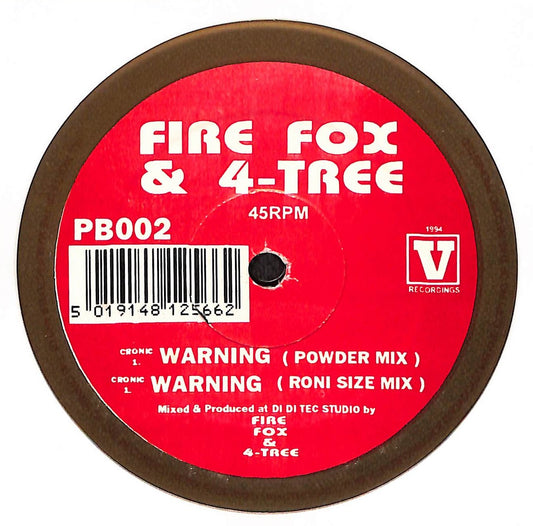 FIRE FOX
& 4-TREE
45RPM
PB002
1994
V
RECORDINGS
5 019148 125662
CRONIC 1. WARNING ( POWDER MIX )
CRONIC 1. WARNING ( RONI SIZE MIX )
Mixed & Produced at DI DI TEC STUDIO by
FIRE
FOX
&
4-TREE